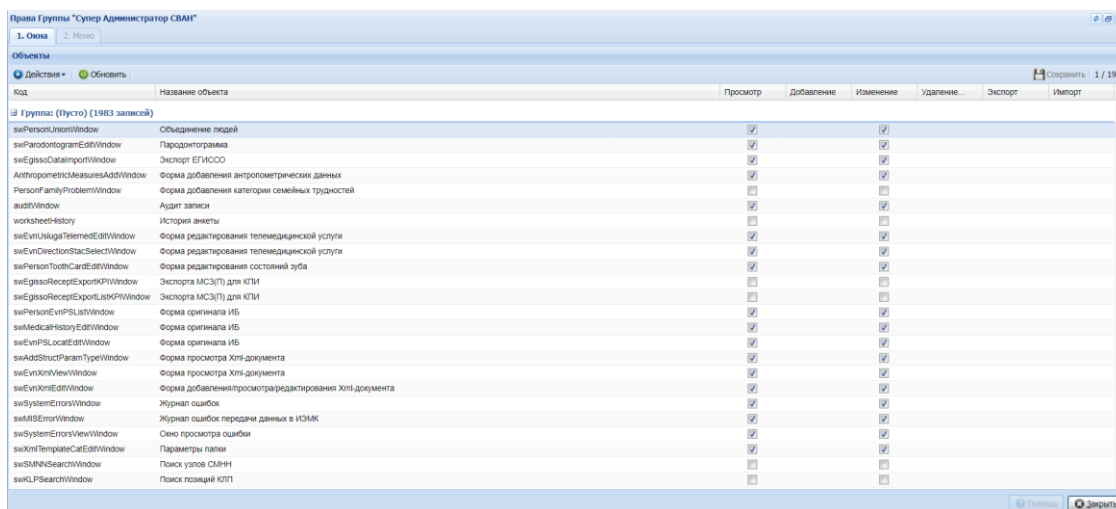 Права Группы "Супер Администратор СВАН"
1. Окна 2. Меню
Объекты
Действия Обновить Сохранить 1 / 19
Код Название объекта Просмотр Добавление Изменение Удаление... Экспорт Импорт
Группа: (Пусто) (1983 записей)
swPersonUnionWindow Объединение людей
swParodontogramEditWindow Пародонтограмма
swEgissoDataImportWindow Экспорт ЕГИССО
AnthropometricMeasuresAddWindow Форма добавления антропометрических данных
PersonFamilyProblemWindow Форма добавления категории семейных трудностей
auditWindow Аудит записи
worksheetHistory История анкеты
swEvnUslugaTelemedEditWindow Форма редактирования телемедицинской услуги
swEvnDirectionStacSelectWindow Форма редактирования телемедицинской услуги
swPersonToothCardEditWindow Форма редактирования состояний зуба
swEgissoReceptExportKPIWindow Экспорта МСЗ(П) для КПИ
swEgissoReceptExportListKPIWindow Экспорта МСЗ(П) для КПИ
swPersonEvnPSListWindow Форма оригинала ИБ
swMedicalHistoryEditWindow Форма оригинала ИБ
swEvnPSLocatEditWindow Форма оригинала ИБ
swAddStructParamTypeWindow Форма просмотра Xml-документа
swEvnXmlViewWindow Форма просмотра Xml-документа
swEvnXmlEditWindow Форма добавления/просмотра/редактирования Xml-документа
swSystemErrorsWindow Журнал ошибок
swMISErrorWindow Журнал ошибок передачи данных в ИЭМК
swSystemErrorsViewWindow Окно просмотра ошибки
swXmlTemplateCatEditWindow Параметры папки
swSMNNSearchWindow Поиск узлов СМНН
swKLPSearchWindow Поиск позиций КЛП
Помощь Закрыть